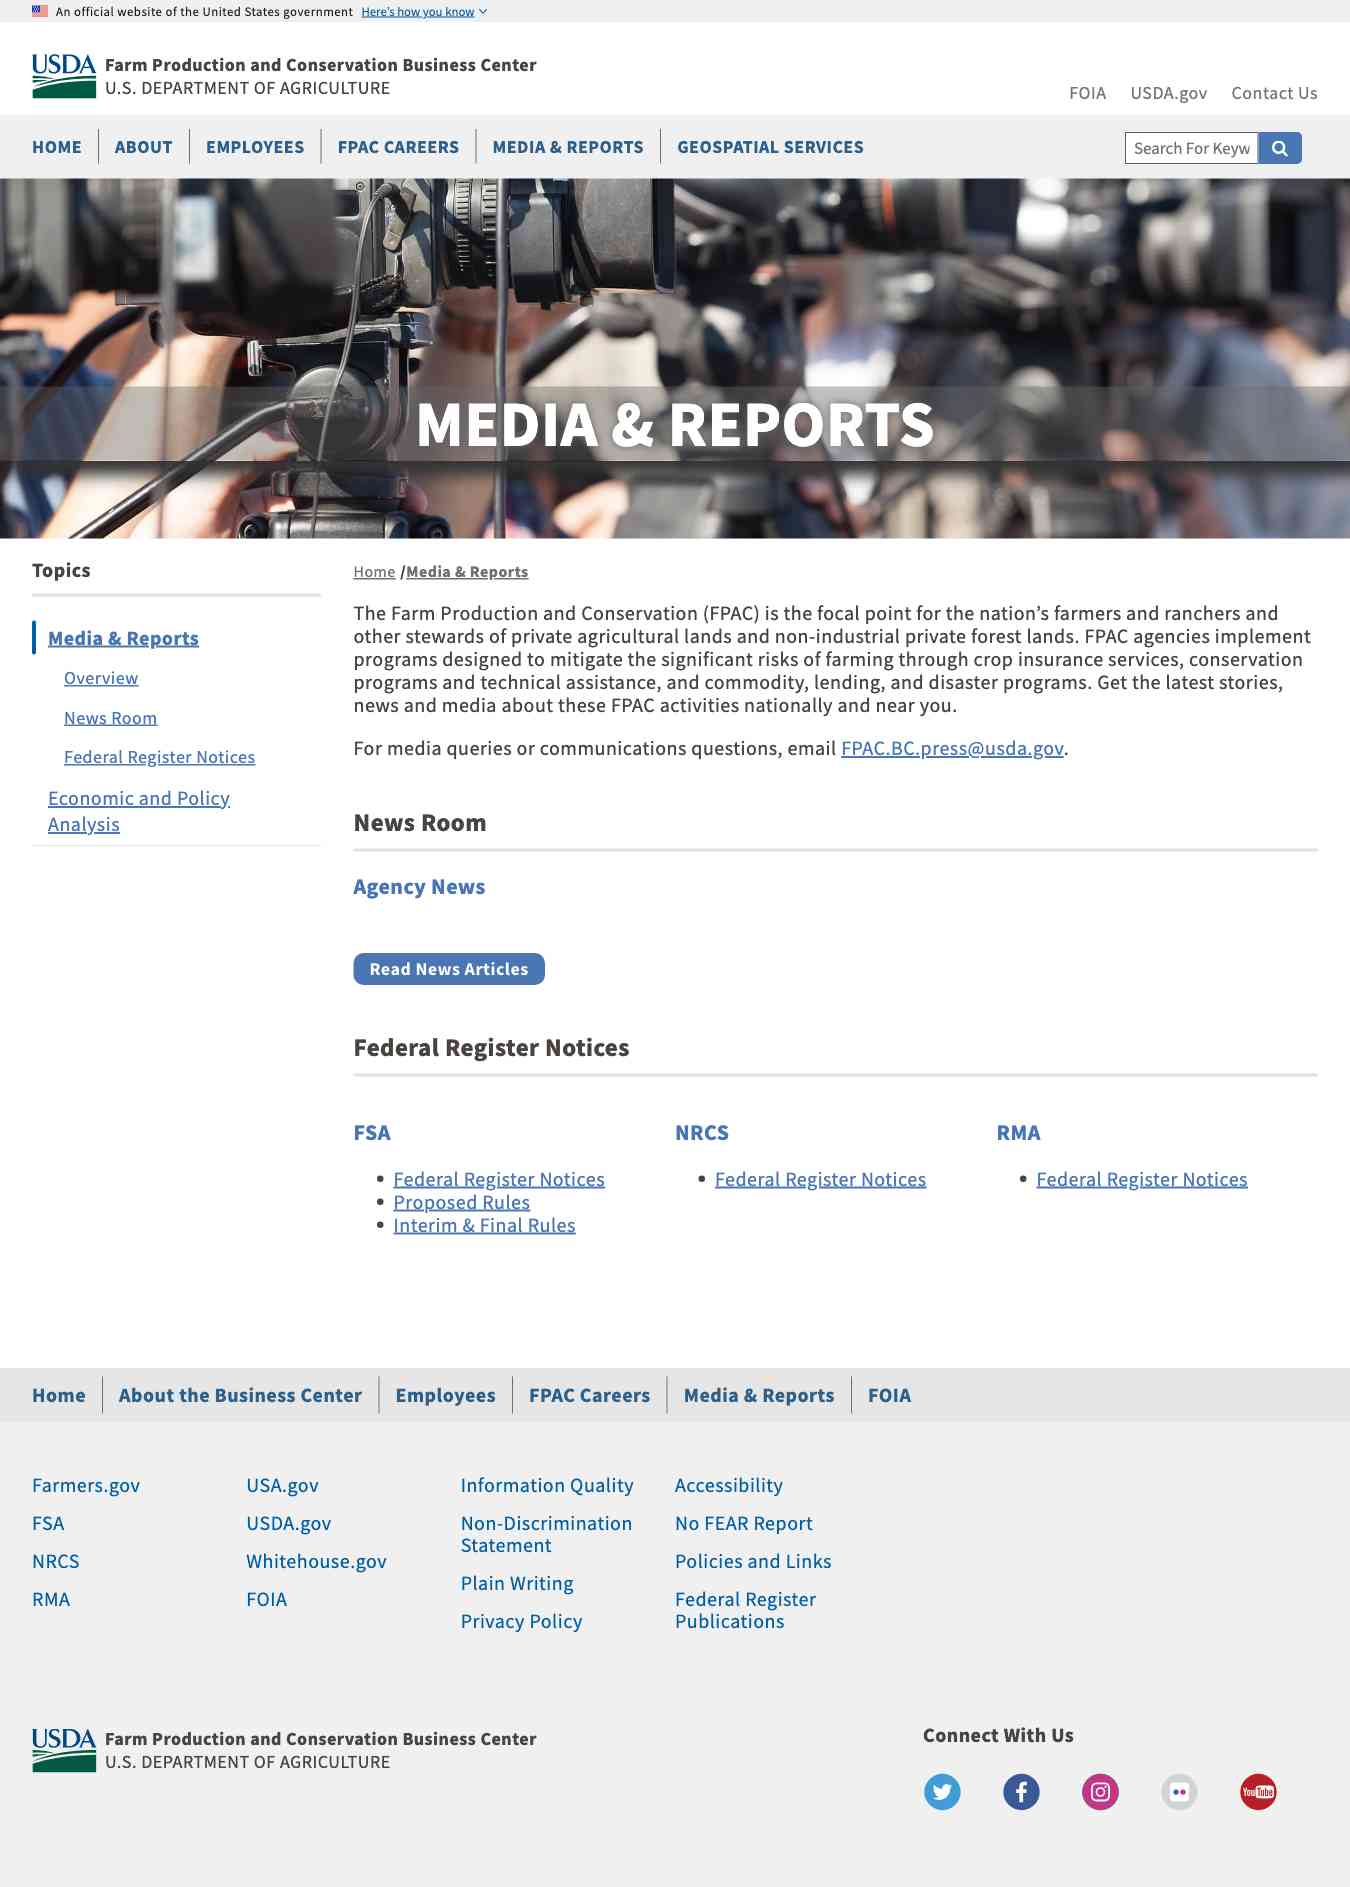 An official website of the United States government Here's how you know
USDA Farm Production and Conservation Business Center
U.S. DEPARTMENT OF AGRICULTURE
FOIA USDA.gov Contact Us
HOME ABOUT EMPLOYEES FPAC CAREERS MEDIA & REPORTS GEOSPATIAL SERVICES Search For Keyw
MEDIA & REPORTS
Topics
Media & Reports
Overview
News Room
Federal Register Notices
Economic and Policy
Analysis
Home /Media & Reports
The Farm Production and Conservation (FPAC) is the focal point for the nation’s farmers and ranchers and
other stewards of private agricultural lands and non-industrial private forest lands. FPAC agencies implement
programs designed to mitigate the significant risks of farming through crop insurance services, conservation
programs and technical assistance, and commodity, lending, and disaster programs. Get the latest stories,
news and media about these FPAC activities nationally and near you.
For media queries or communications questions, email FPAC.BC.press@usda.gov.
News Room
Agency News
Read News Articles
Federal Register Notices
FSA
Federal Register Notices
Proposed Rules
Interim & Final Rules
NRCS
Federal Register Notices
RMA
Federal Register Notices
Home About the Business Center Employees FPAC Careers Media & Reports FOIA
Farmers.gov
FSA
NRCS
RMA
USA.gov
USDA.gov
Whitehouse.gov
FOIA
Information Quality
Non-Discrimination
Statement
Plain Writing
Privacy Policy
Accessibility
No FEAR Report
Policies and Links
Federal Register
Publications
USDA Farm Production and Conservation Business Center
U.S. DEPARTMENT OF AGRICULTURE
Connect With Us
YouTube